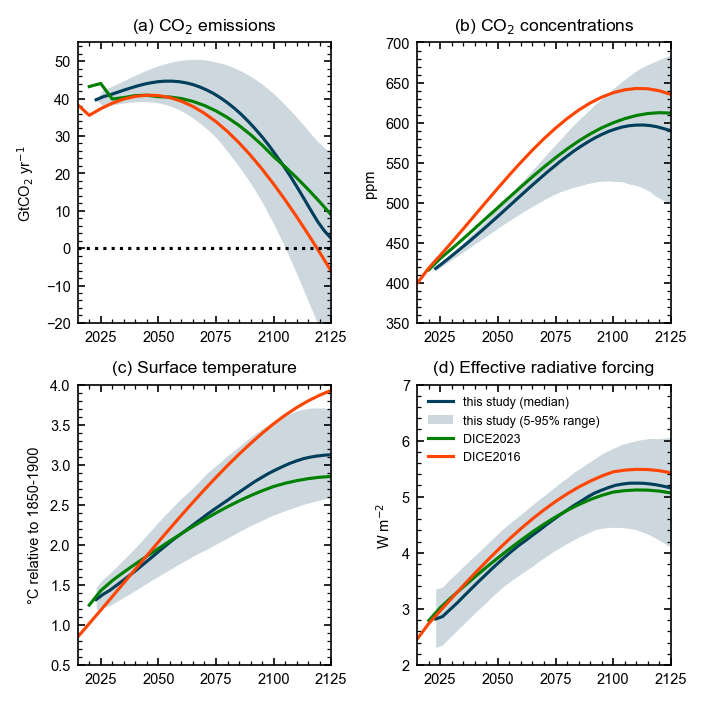 (a) CO₂ emissions
50
40
30
20
10
0
−10
−20
GtCO₂ yr⁻¹
2025 2050 2075 2100 2125
(b) CO₂ concentrations
700
650
600
550
500
450
400
350
ppm
2025 2050 2075 2100 2125
(c) Surface temperature
4.0
3.5
3.0
2.5
2.0
1.5
1.0
0.5
°C relative to 1850-1900
2025 2050 2075 2100 2125
(d) Effective radiative forcing
7
6
5
4
3
2
W m⁻²
this study (median)
this study (5-95% range)
DICE2023
DICE2016
2025 2050 2075 2100 2125